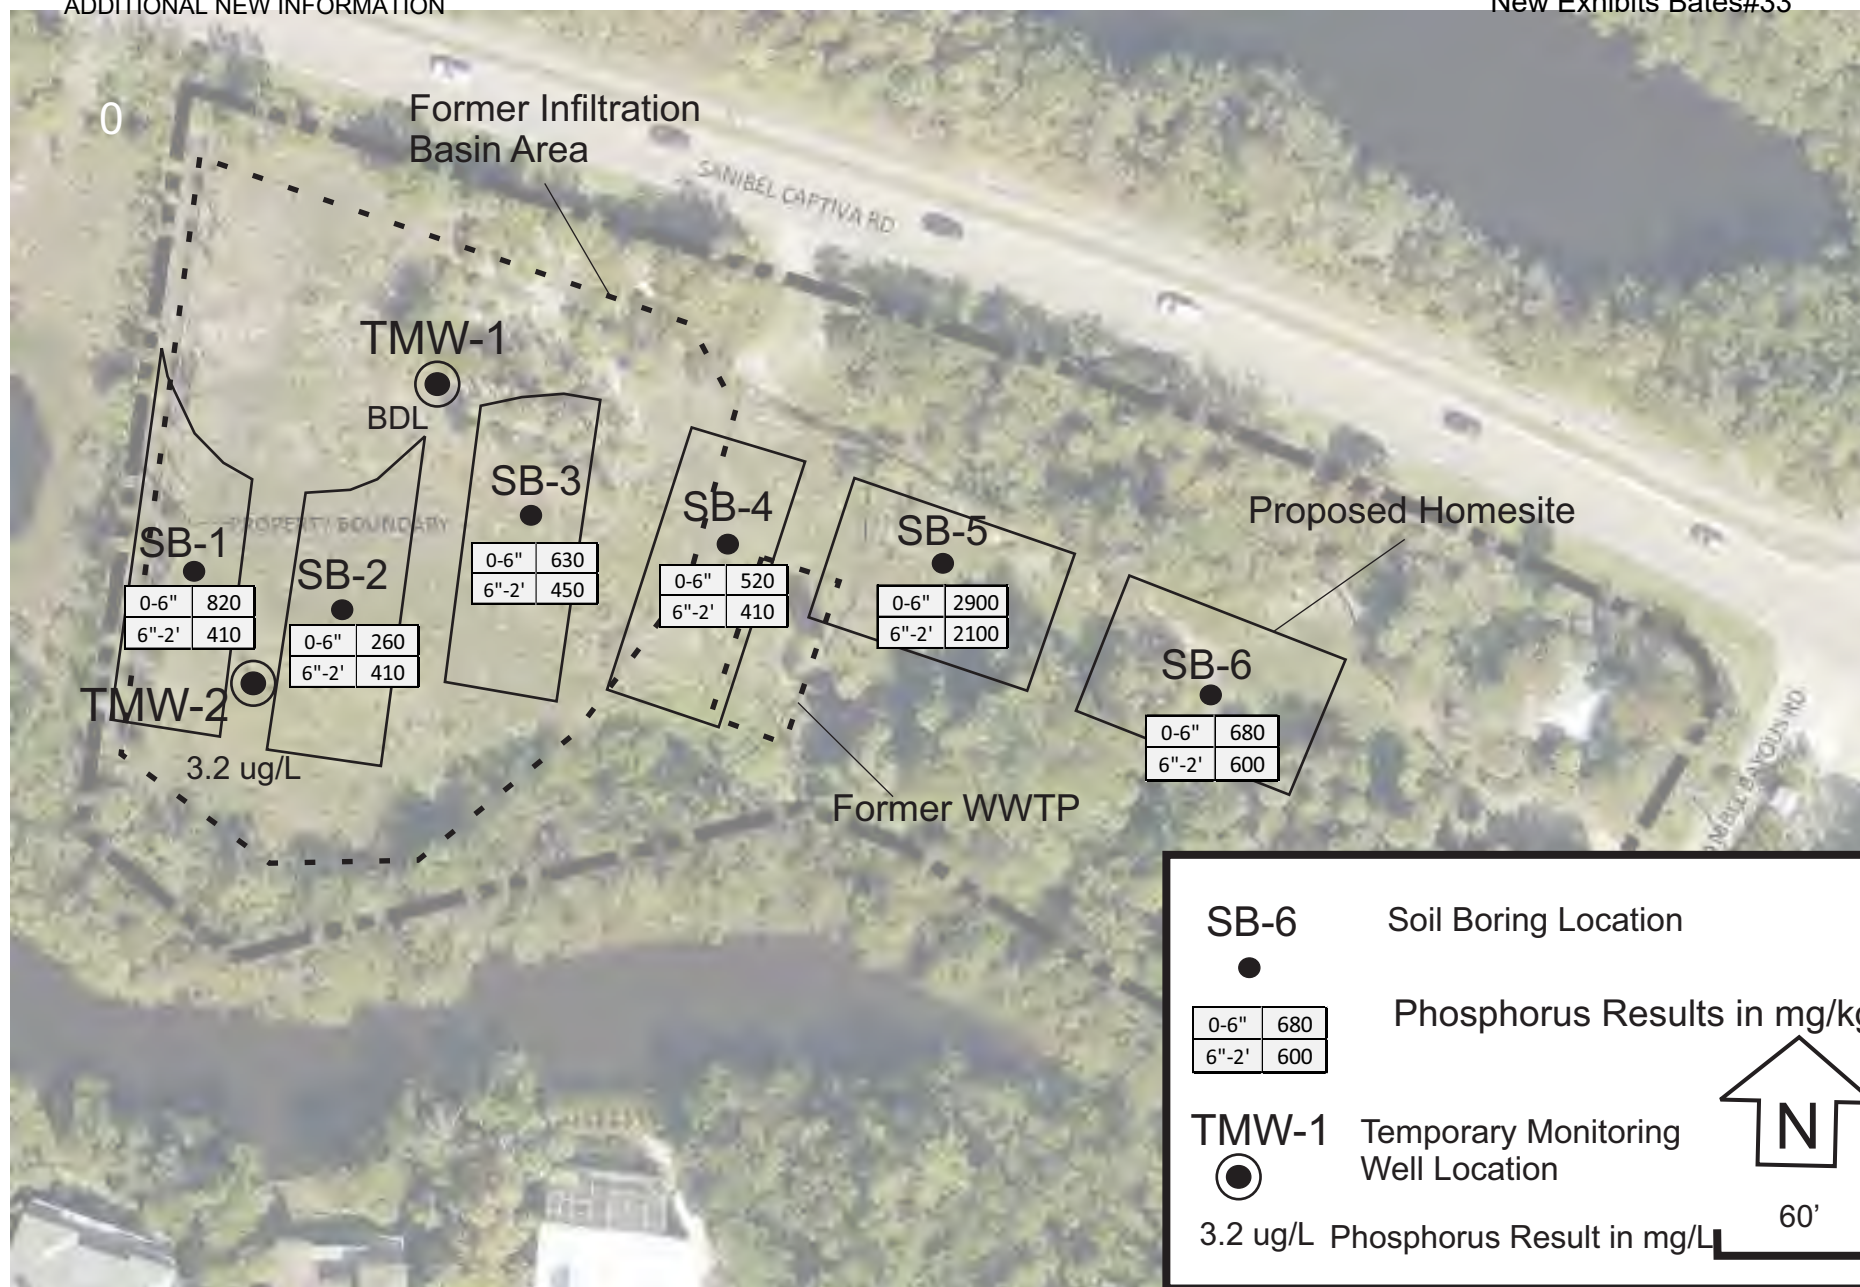 ADDITIONAL NEW INFORMATION
New Exhibits Bates#33
0
Former Infiltration
Basin Area
SANIBEL CAPTIVA RD
TMW-1
BDL
SB-3
0-6" 630
6"-2' 450
SB-4
0-6" 520
6"-2' 410
SB-5
0-6" 2900
6"-2' 2100
Proposed Homesite
PROPERTY BOUNDARY
SB-1
0-6" 820
6"-2' 410
SB-2
0-6" 260
6"-2' 410
SB-6
0-6" 680
6"-2' 600
TMW-2
3.2 ug/L
Former WWTP
BAYOUS RD
SB-6 Soil Boring Location
0-6" 680
6"-2' 600
Phosphorus Results in mg/kg
TMW-1 Temporary Monitoring
Well Location
N
3.2 ug/L Phosphorus Result in mg/L
60’